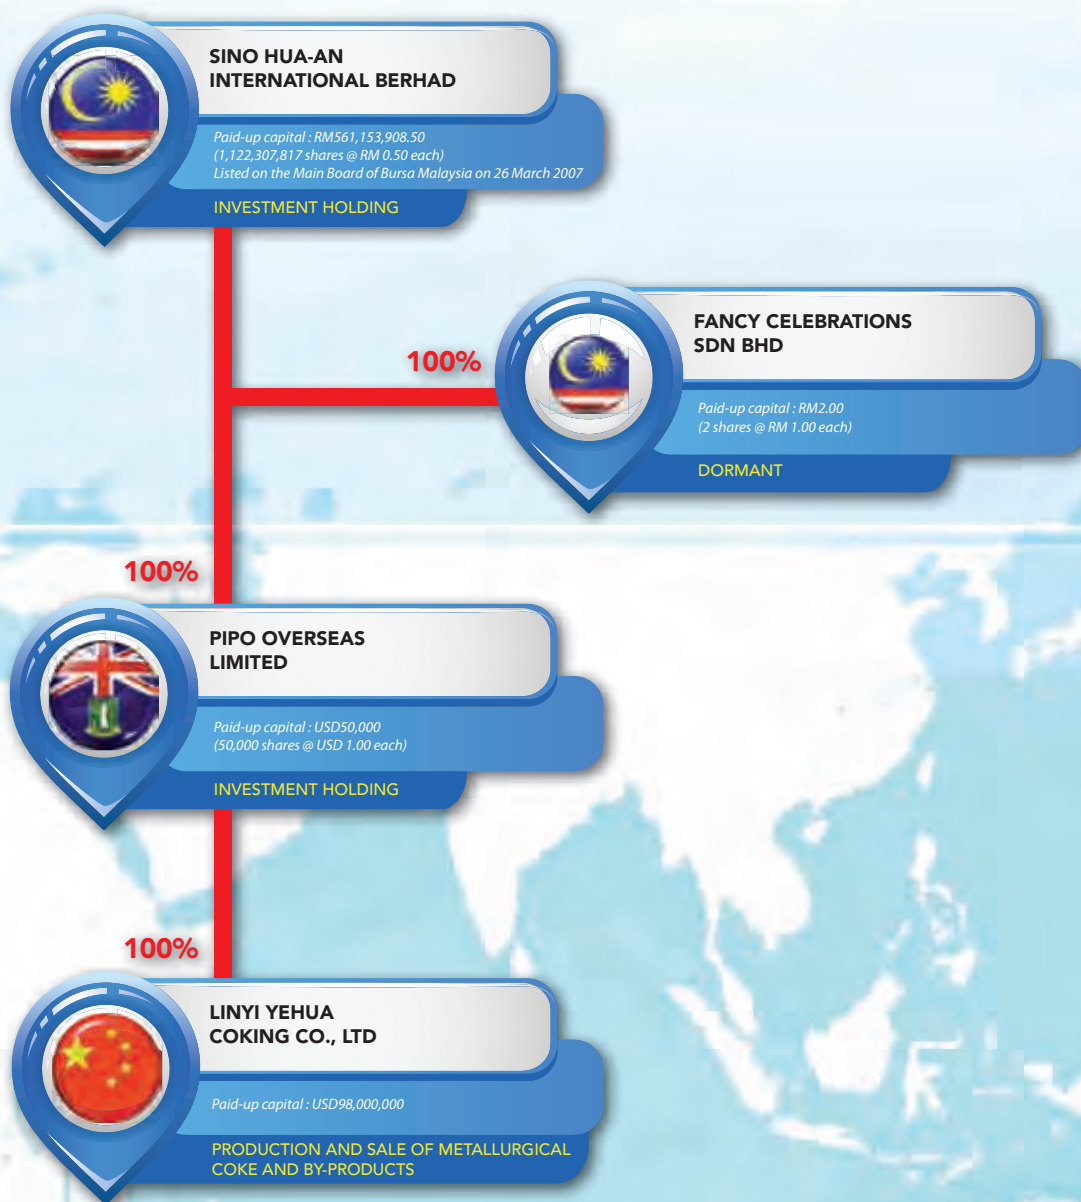 SINO HUA-AN
INTERNATIONAL BERHAD
Paid-up capital : RM561,153,908.50
(1,122,307,817 shares @ RM 0.50 each)
Listed on the Main Board of Bursa Malaysia on 26 March 2007
INVESTMENT HOLDING
100%
FANCY CELEBRATIONS
SDN BHD
Paid-up capital : RM2.00
(2 shares @ RM 1.00 each)
DORMANT
100%
PIPO OVERSEAS
LIMITED
Paid-up capital : USD50,000
(50,000 shares @ USD 1.00 each)
INVESTMENT HOLDING
100%
LINYI YEHUA
COKING CO., LTD
Paid-up capital : USD98,000,000
PRODUCTION AND SALE OF METALLURGICAL
COKE AND BY-PRODUCTS